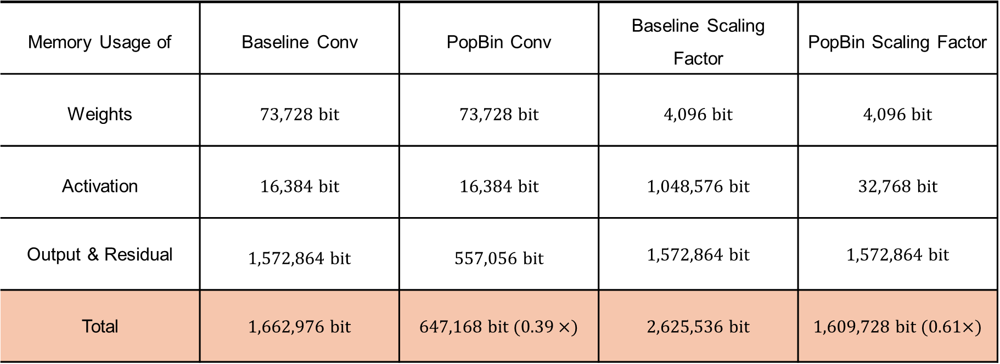 Memory Usage of
Baseline Conv
PopBin Conv
Baseline Scaling
Factor
PopBin Scaling Factor
Weights
73,728 bit
73,728 bit
4,096 bit
4,096 bit
Activation
16,384 bit
16,384 bit
1,048,576 bit
32,768 bit
Output & Residual
1,572,864 bit
557,056 bit
1,572,864 bit
1,572,864 bit
Total
1,662,976 bit
647,168 bit (0.39 ×)
2,625,536 bit
1,609,728 bit (0.61×)